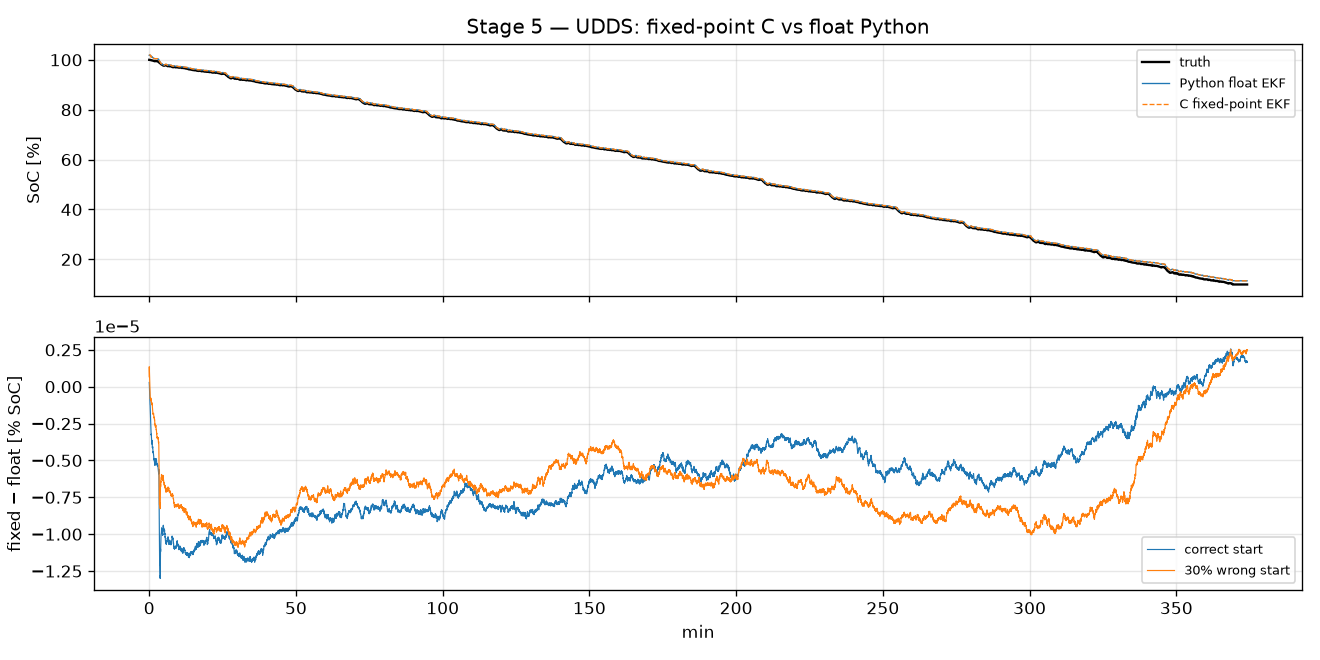 Stage 5 — UDDS: fixed-point C vs float Python
SoC [%]
100
80
60
40
20
truth
Python float EKF
C fixed-point EKF
1e−5
fixed − float [% SoC]
0.25
0.00
−0.25
−0.50
−0.75
−1.00
−1.25
correct start
30% wrong start
0
50
100
150
200
250
300
350
min